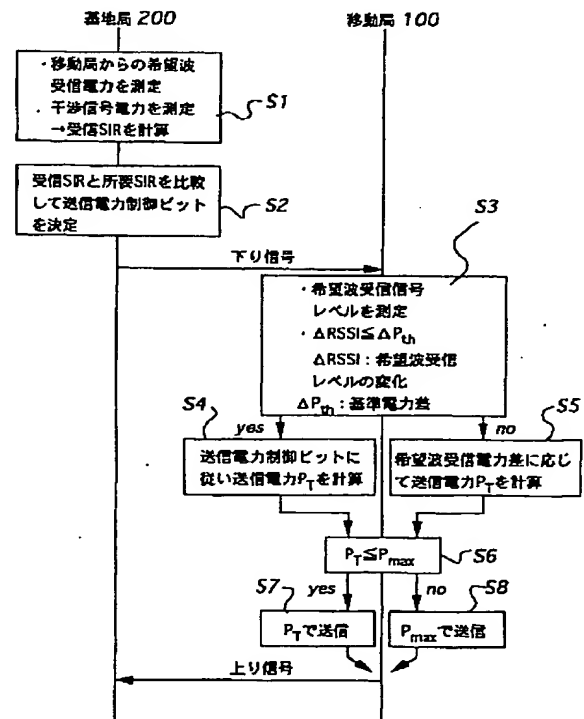 基地局 200
移動局 100
・移動局からの希望波
受信電力を測定
・干渉信号電力を測定
→受信SIRを計算
S1
受信SIRと所要SIRを比較
して送信電力制御ビット
を決定
S2
下り信号
S3
・希望波受信信号
レベルを測定
・ΔRSSI≦ΔPth
ΔRSSI：希望波受信
レベルの変化
ΔPth：基準電力差
S4
yes
no
S5
送信電力制御ビットに
従い送信電力PTを計算
希望波受信電力差に応じ
て送信電力PTを計算
PT≦Pmax
S6
S7
yes
no
S8
PTで送信
Pmaxで送信
上り信号